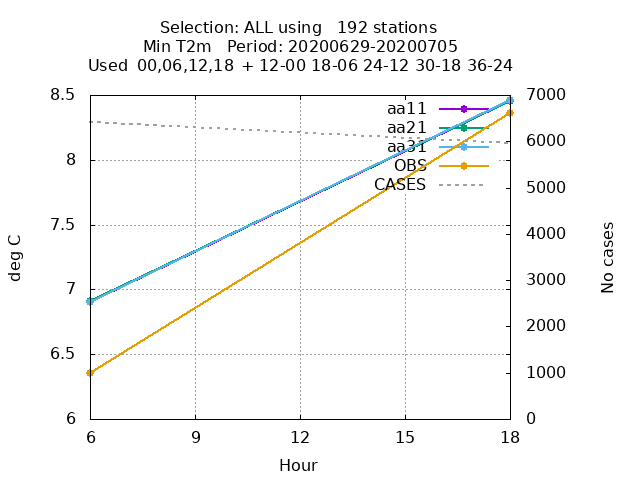 Selection: ALL using   192 stations
Min T2m   Period: 20200629-20200705
Used  00,06,12,18 + 12-00 18-06 24-12 30-18 36-24
8.5
8
7.5
7
6.5
6
7000
6000
5000
4000
3000
2000
1000
0
aa11
aa21
aa31
OBS
CASES
deg C
No cases
6
9
12
15
18
Hour